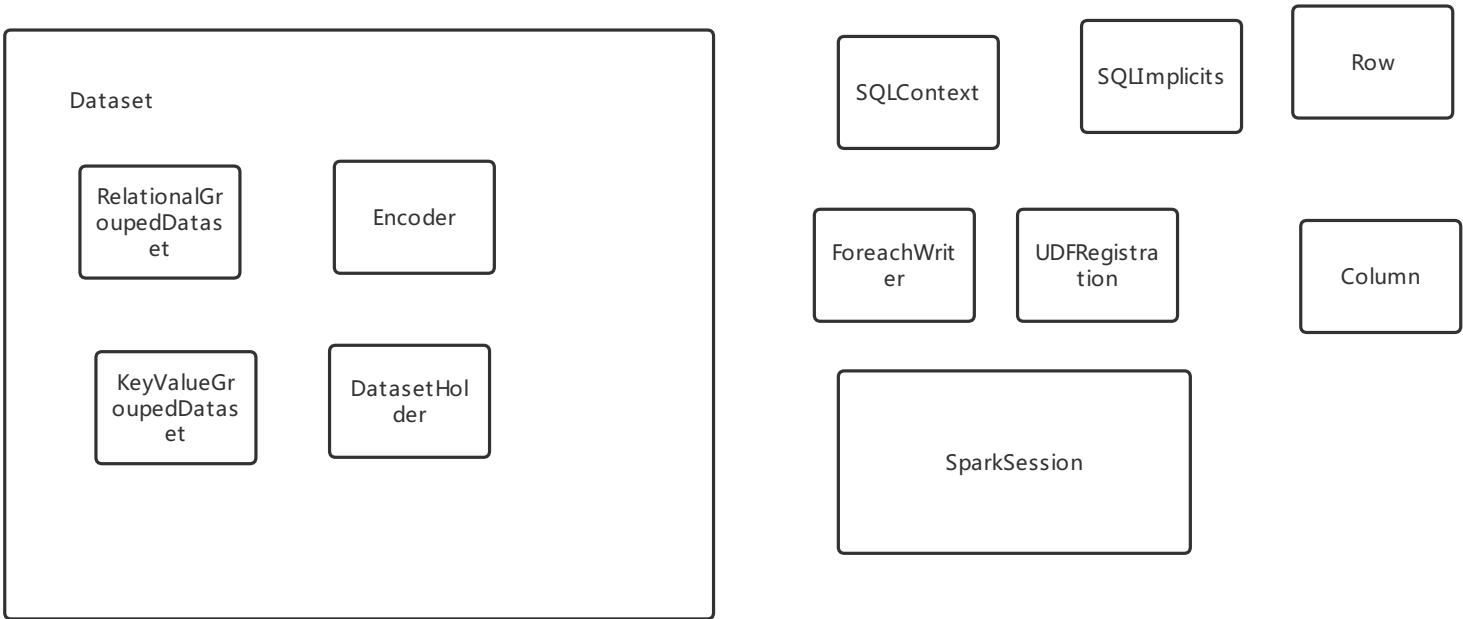 Dataset
RelationalGr
oupedDatas
et
Encoder
KeyValueGr
oupedDatas
et
DatasetHol
der
SQLContext
SQLImplicits
Row
ForeachWrit
er
UDFRegistra
tion
Column
SparkSession